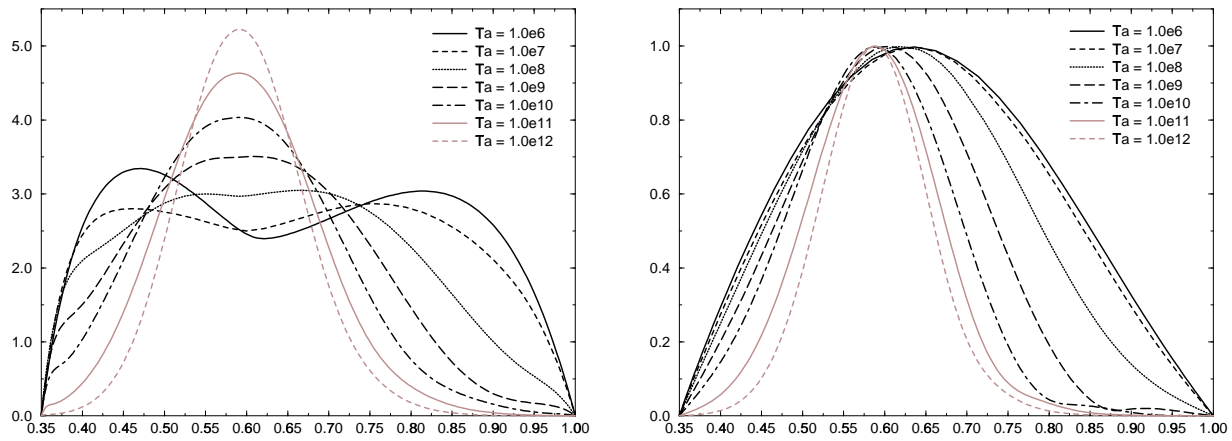 5.0
4.0
3.0
2.0
1.0
0.0
0.35 0.40 0.45 0.50 0.55 0.60 0.65 0.70 0.75 0.80 0.85 0.90 0.95 1.00
Ta = 1.0e6
Ta = 1.0e7
Ta = 1.0e8
Ta = 1.0e9
Ta = 1.0e10
Ta = 1.0e11
Ta = 1.0e12
1.0
0.8
0.6
0.4
0.2
0.0
0.35 0.40 0.45 0.50 0.55 0.60 0.65 0.70 0.75 0.80 0.85 0.90 0.95 1.00
Ta = 1.0e6
Ta = 1.0e7
Ta = 1.0e8
Ta = 1.0e9
Ta = 1.0e10
Ta = 1.0e11
Ta = 1.0e12